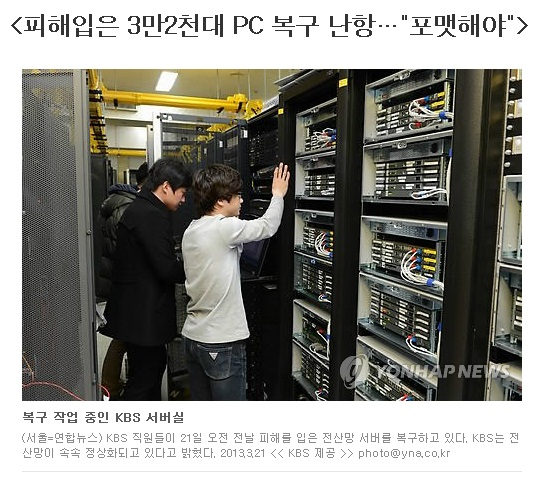 <피해입은 3만2천대 PC 복구 난항…"포맷해야">
YONHAP NEWS
복구 작업 중인 KBS 서버실
(서울=연합뉴스) KBS 직원들이 21일 오전 전날 피해를 입은 전산망 서버를 복구하고 있다. KBS는 전
산망이 속속 정상화되고 있다고 밝혔다. 2013.3.21 << KBS 제공 >> photo@yna.co.kr